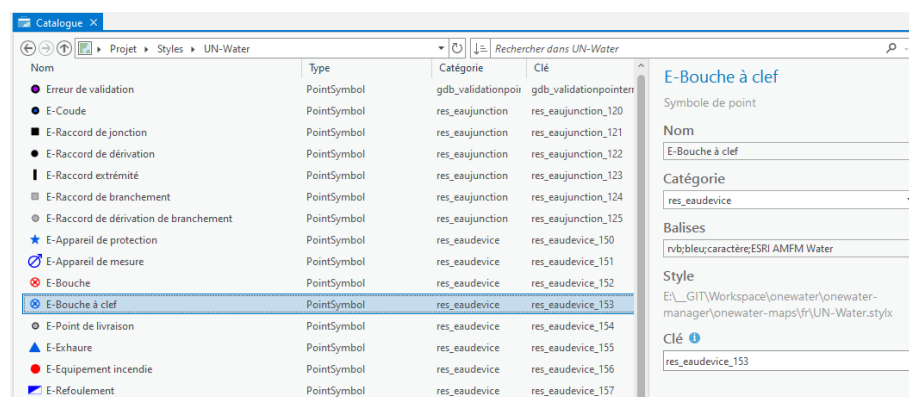 Catalogue ×
Projet Styles UN-Water Rechercher dans UN-Water
Nom Type Catégorie Clé
Erreur de validation PointSymbol gdb_validationpoin gdb_validationpointerr
E-Coude PointSymbol res_eaujunction res_eaujunction_120
E-Raccord de jonction PointSymbol res_eaujunction res_eaujunction_121
E-Raccord de dérivation PointSymbol res_eaujunction res_eaujunction_122
E-Raccord extrémité PointSymbol res_eaujunction res_eaujunction_123
E-Raccord de branchement PointSymbol res_eaujunction res_eaujunction_124
E-Raccord de dérivation de branchement PointSymbol res_eaujunction res_eaujunction_125
E-Appareil de protection PointSymbol res_eaudevice res_eaudevice_150
E-Appareil de mesure PointSymbol res_eaudevice res_eaudevice_151
E-Bouche PointSymbol res_eaudevice res_eaudevice_152
E-Bouche à clef PointSymbol res_eaudevice res_eaudevice_153
E-Point de livraison PointSymbol res_eaudevice res_eaudevice_154
E-Exhaure PointSymbol res_eaudevice res_eaudevice_155
E-Equipement incendie PointSymbol res_eaudevice res_eaudevice_156
E-Refoulement PointSymbol res_eaudevice res_eaudevice_157
E-Bouche à clef
Symbole de point
Nom
E-Bouche à clef
Catégorie
res_eaudevice
Balises
rvb;bleu;caractère;ESRI AMFM Water
Style
E:\__GIT\Workspace\onewater\onewater-
manager\onewater-maps\fr\UN-Water.stylx
Clé
res_eaudevice_153